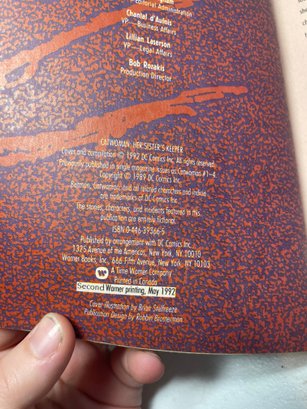 Editorial Administration
Chantal d'Aulnis
VP—Business Affairs
Lillian Laserson
VP—Legal Affairs
Bob Rozakis
Production Director
CATWOMAN: HER SISTER'S KEEPER
Cover and compilation © 1992 DC Comics Inc. All rights reserved.
Previously published in single magazine issues as Catwoman #1-4.
Copyright © 1989 DC Comics Inc.
Batman, Catwoman, and all related characters and indicia
are trademarks of DC Comics Inc.
The stories, characters, and incidents featured in this
publication are entirely fictional.
ISBN 0-446-39366-5
Published by arrangement with DC Comics Inc.,
1325 Avenue of the Americas, New York, NY 10019
Warner Books, Inc., 666 Fifth Avenue, New York, NY 10103
A Time Warner Company
Printed in Canada
Second Warner printing, May 1992
Cover illustration by Brian Stelfreeze
Publication Design by Robbin Brosterman